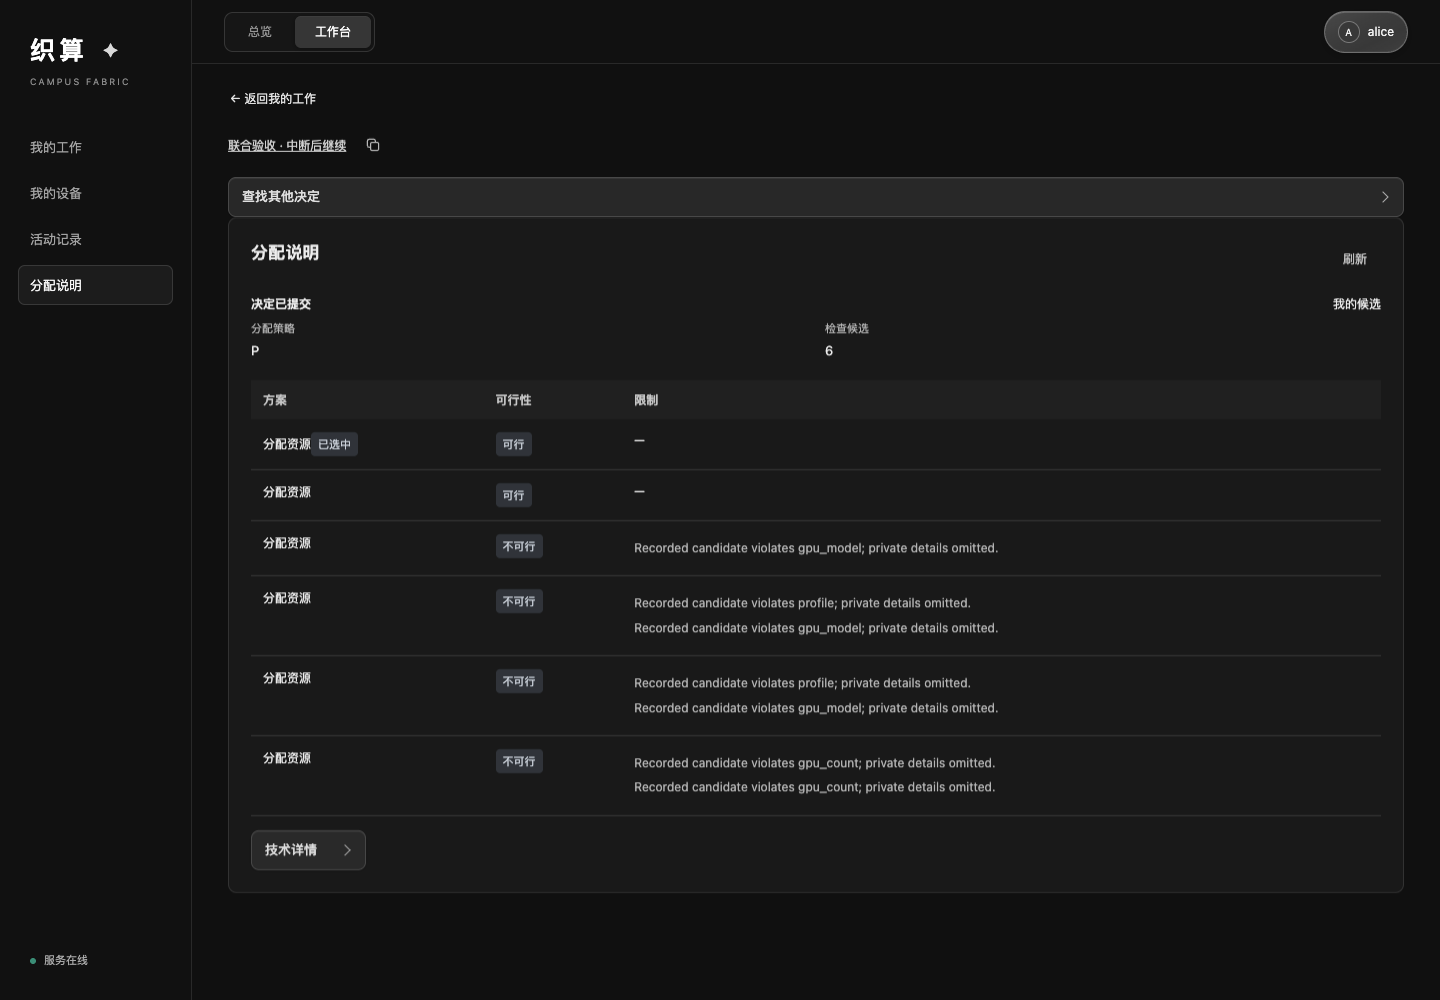 织算
CAMPUS FABRIC
总览
工作台
A
alice
我的工作
我的设备
活动记录
分配说明
服务在线
← 返回我的工作
联合验收 · 中断后继续
查找其他决定
分配说明
刷新
决定已提交
我的候选
分配策略
检查候选
P
6
方案 可行性 限制
分配资源 已选中 可行 —
分配资源 可行 —
分配资源 不可行 Recorded candidate violates gpu_model; private details omitted.
分配资源 不可行 Recorded candidate violates profile; private details omitted.
Recorded candidate violates gpu_model; private details omitted.
分配资源 不可行 Recorded candidate violates profile; private details omitted.
Recorded candidate violates gpu_model; private details omitted.
分配资源 不可行 Recorded candidate violates gpu_count; private details omitted.
Recorded candidate violates gpu_count; private details omitted.
技术详情